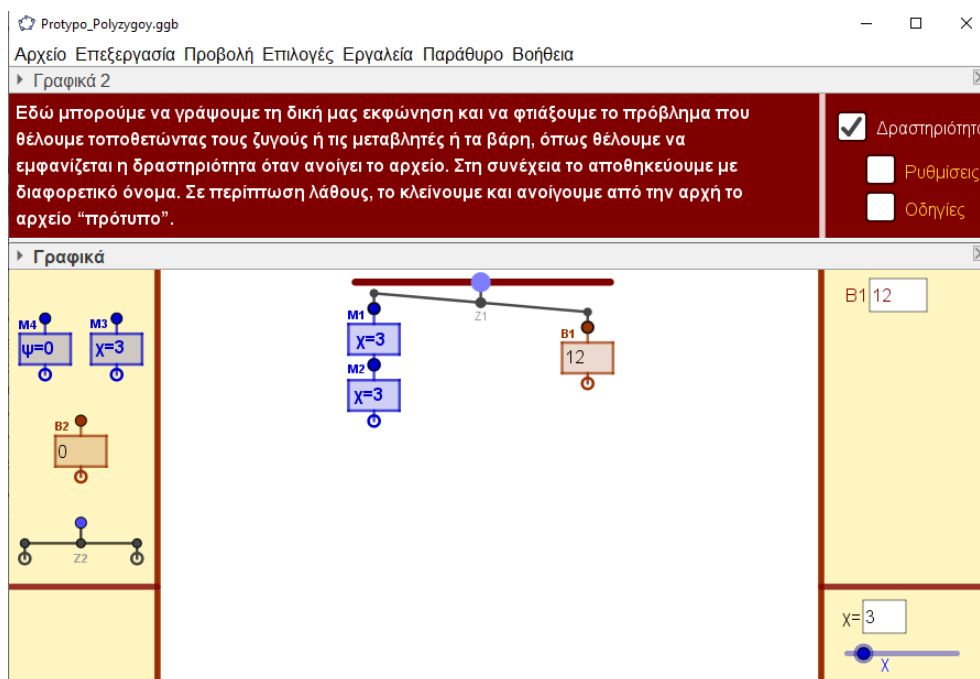 Protypo_Polyzygoy.ggb
Αρχείο Επεξεργασία Προβολή Επιλογές Εργαλεία Παράθυρο Βοήθεια
Γραφικά 2
Εδώ μπορούμε να γράψουμε τη δική μας εκφώνηση και να φτιάξουμε το πρόβλημα που
θέλουμε τοποθετώντας τους ζυγούς ή τις μεταβλητές ή τα βάρη, όπως θέλουμε να
εμφανίζεται η δραστηριότητα όταν ανοίγει το αρχείο. Στη συνέχεια το αποθηκεύουμε με
διαφορετικό όνομα. Σε περίπτωση λάθους, το κλείνουμε και ανοίγουμε από την αρχή το
αρχείο “πρότυπο”.
Δραστηριότητα
Ρυθμίσεις
Οδηγίες
Γραφικά
M4
ψ=0
M3
χ=3
B2
0
Z2
Z1
M1
χ=3
M2
χ=3
B1
12
B1 12
χ= 3
χ